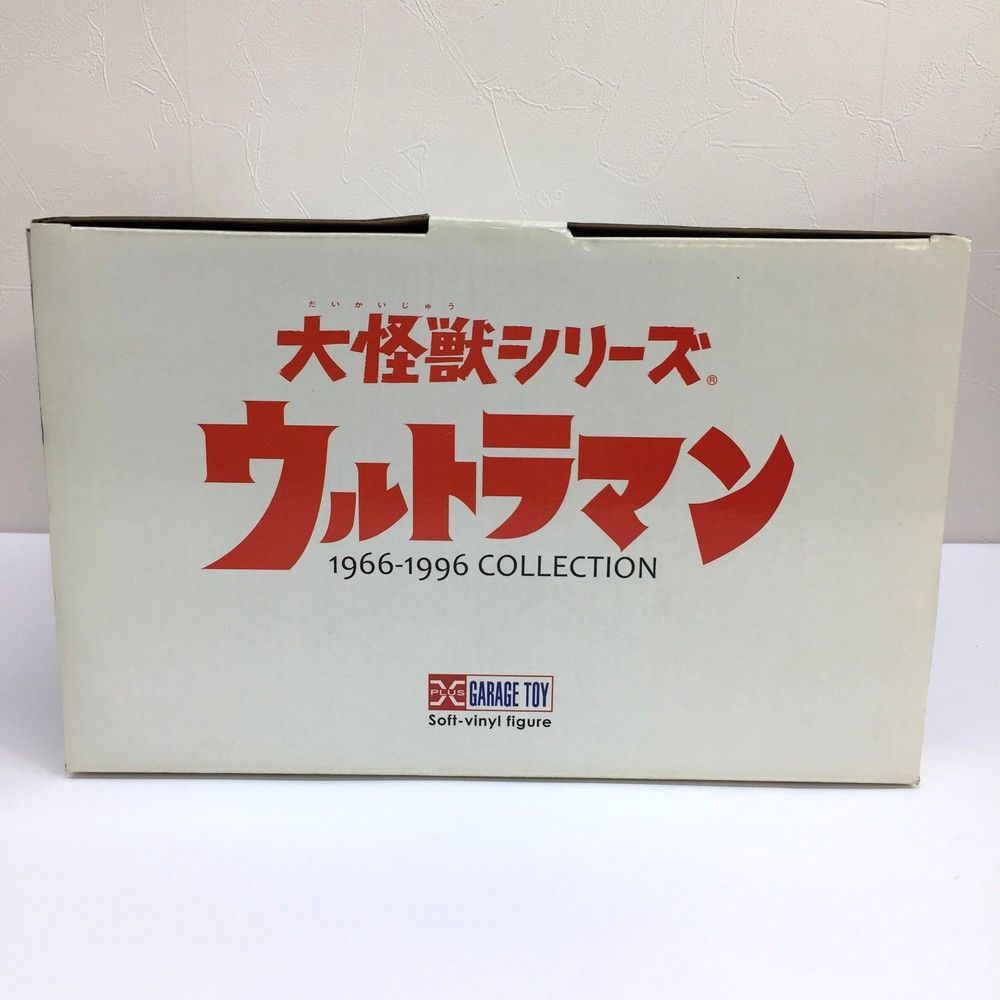 だいかいじゅう
大怪獣シリーズ®
ウルトラマン
1966-1996 COLLECTION
X PLUS GARAGE TOY
Soft-vinyl figure